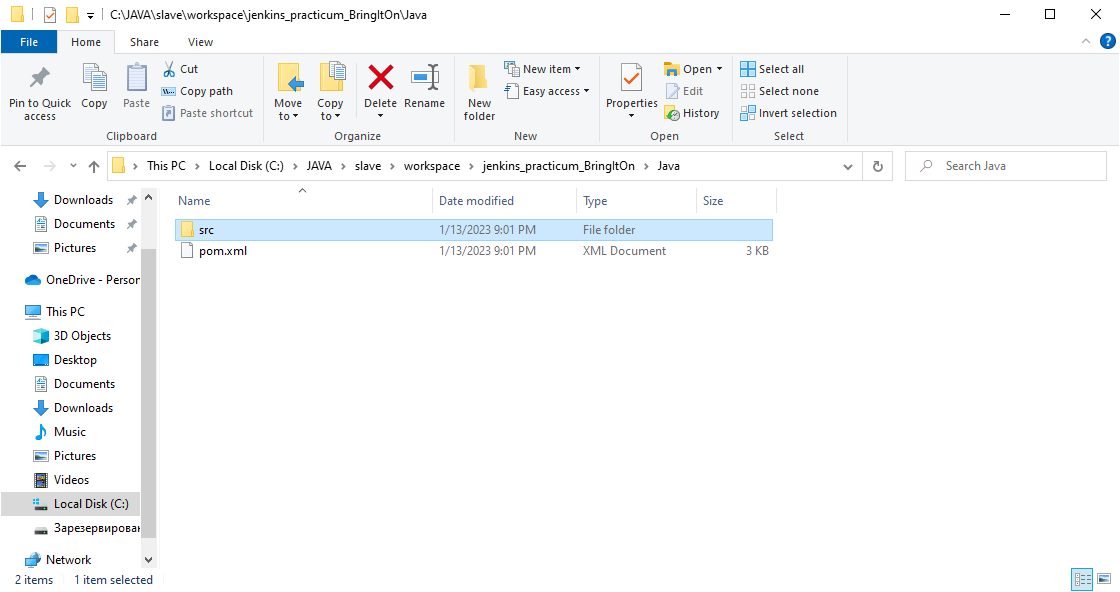 C:\JAVA\slave\workspace\jenkins_practicum_BringItOn\Java
File Home Share View
Pin to Quick access
Copy
Paste
Cut
Copy path
Paste shortcut
Clipboard
Move to
Copy to
Delete
Rename
Organize
New folder
New item
Easy access
New
Properties
Open
Edit
History
Open
Select all
Select none
Invert selection
Select
This PC > Local Disk (C:) > JAVA > slave > workspace > jenkins_practicum_BringItOn > Java
Search Java
Name Date modified Type Size
src 1/13/2023 9:01 PM File folder
pom.xml 1/13/2023 9:01 PM XML Document 3 KB
Downloads
Documents
Pictures
OneDrive - Person
This PC
3D Objects
Desktop
Documents
Downloads
Music
Pictures
Videos
Local Disk (C:)
Зарезервирован
Network
2 items 1 item selected